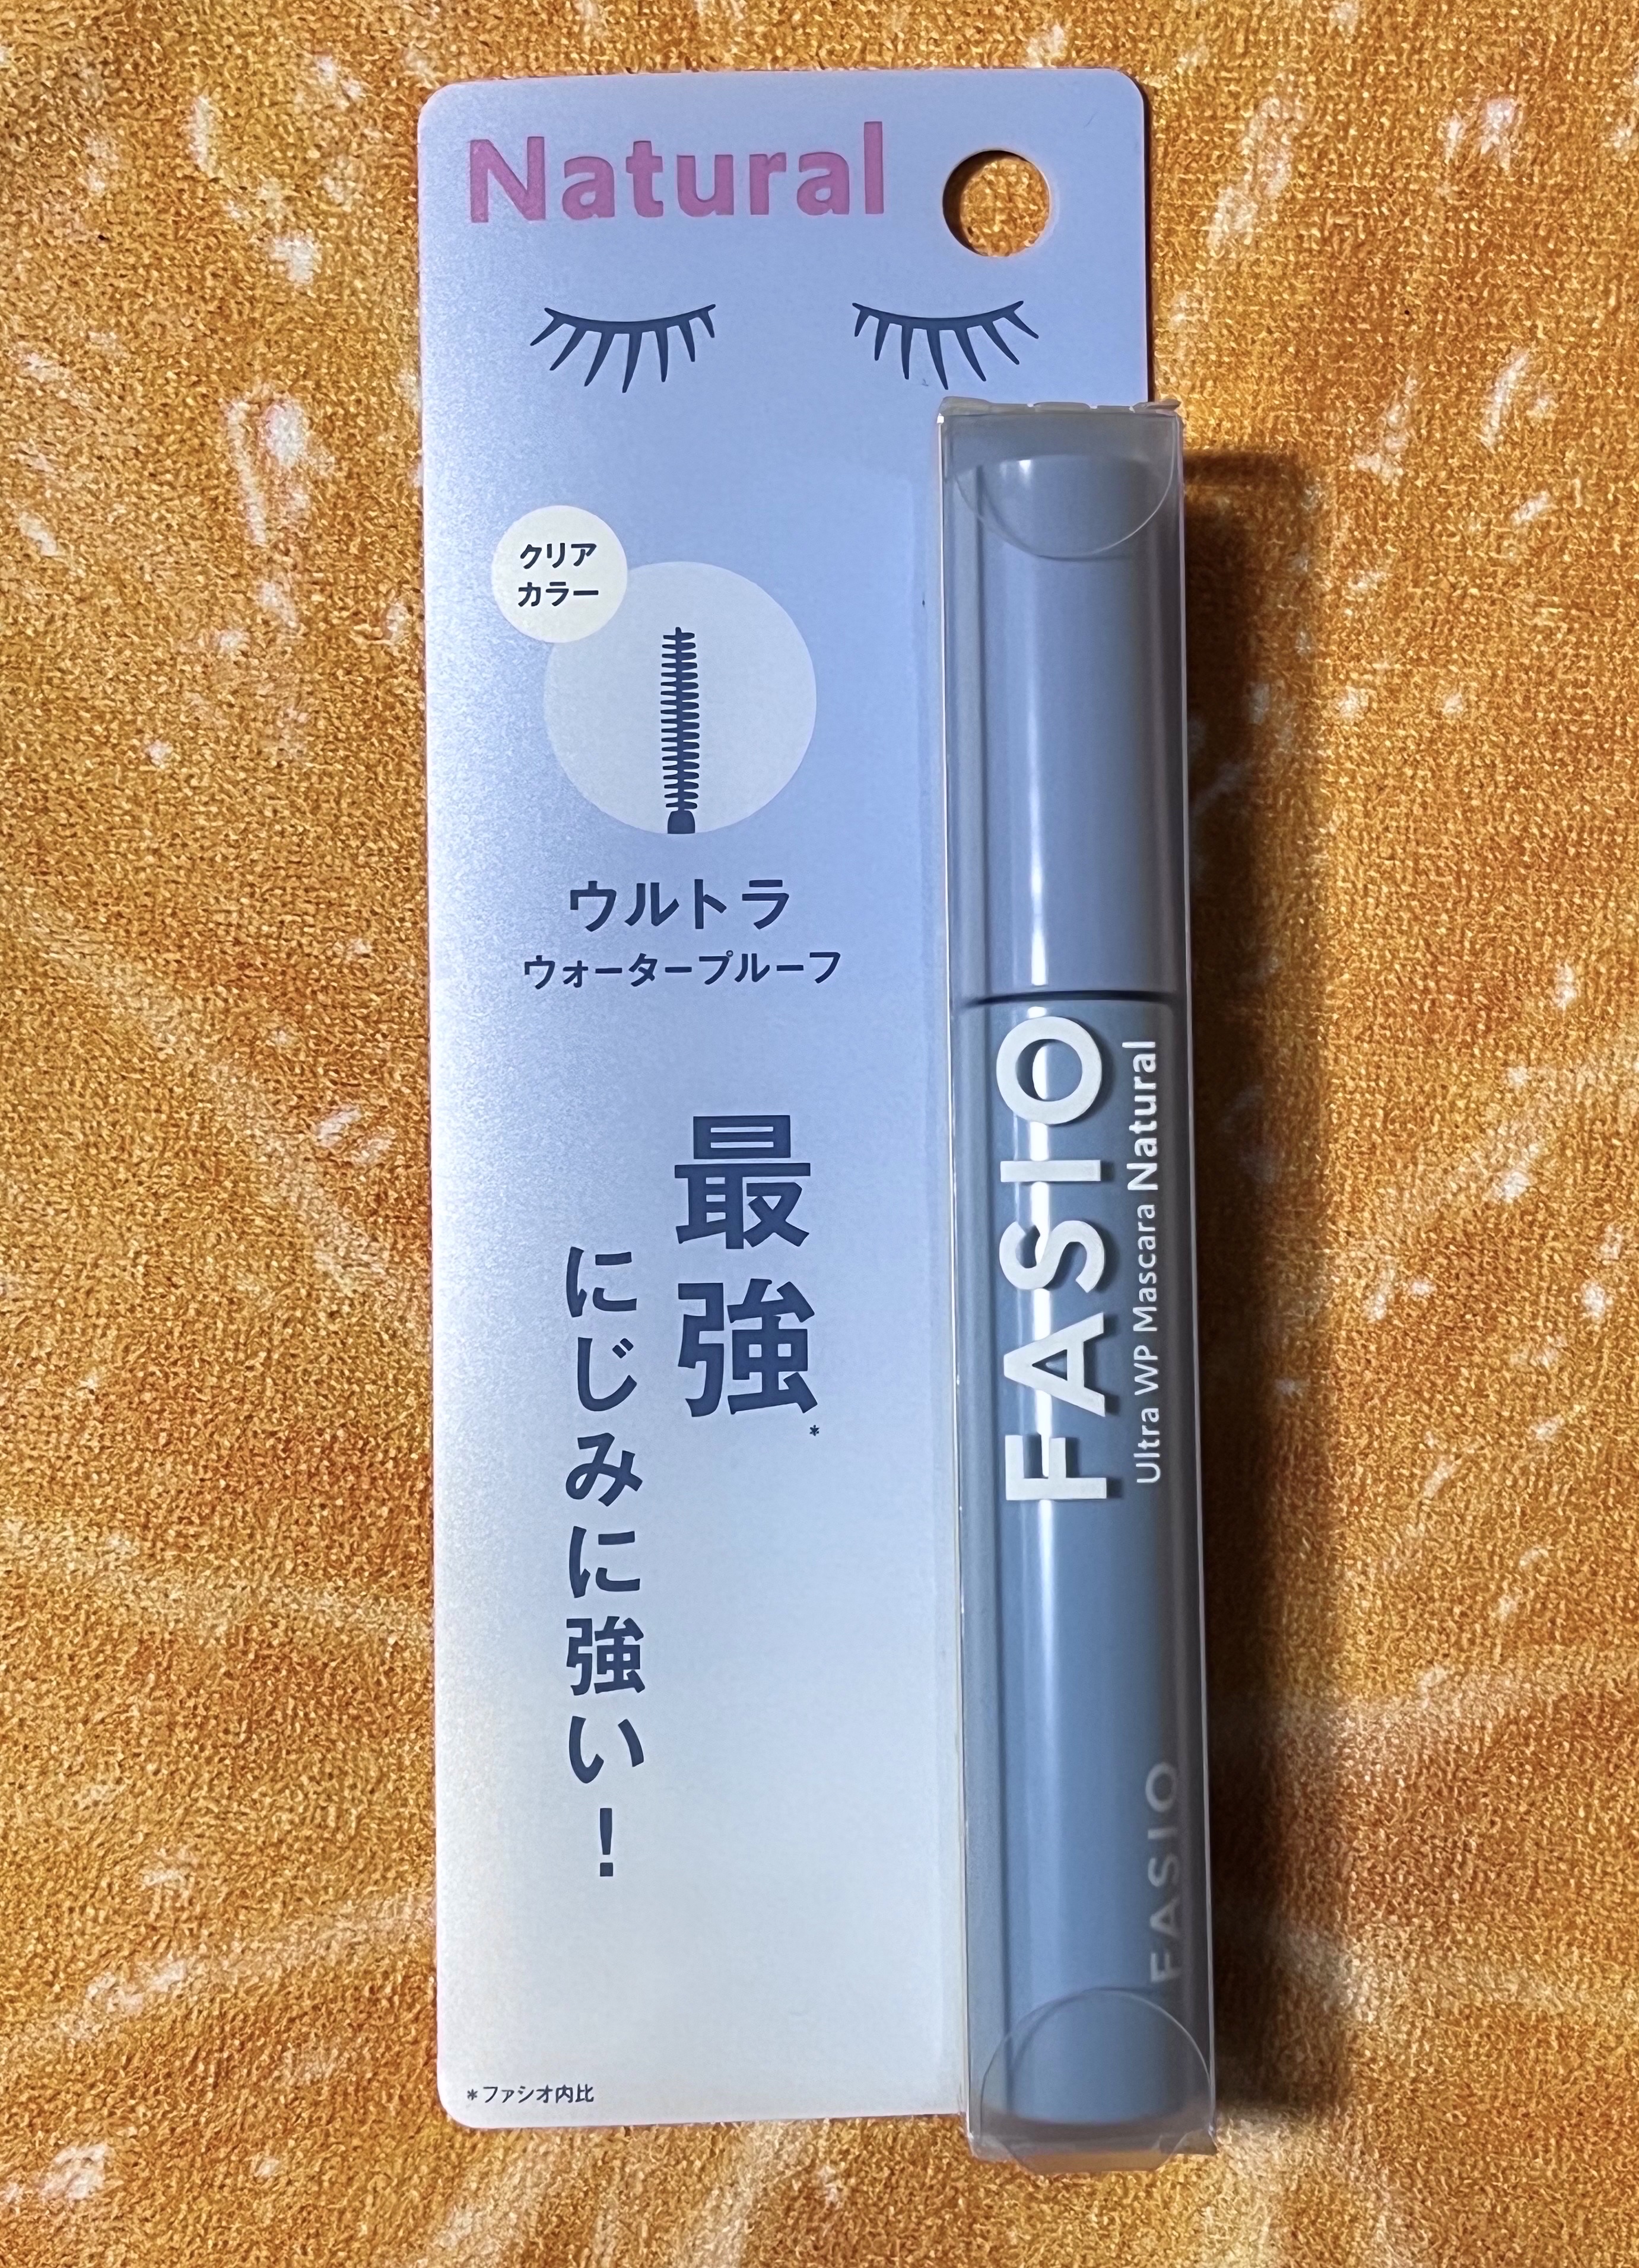 Natural
クリア
カラー
ウルトラ
ウォータープルーフ
最強*
にじみに強い!
*ファシオ内比
FASIO
Ultra WP Mascara Natural
FASIO